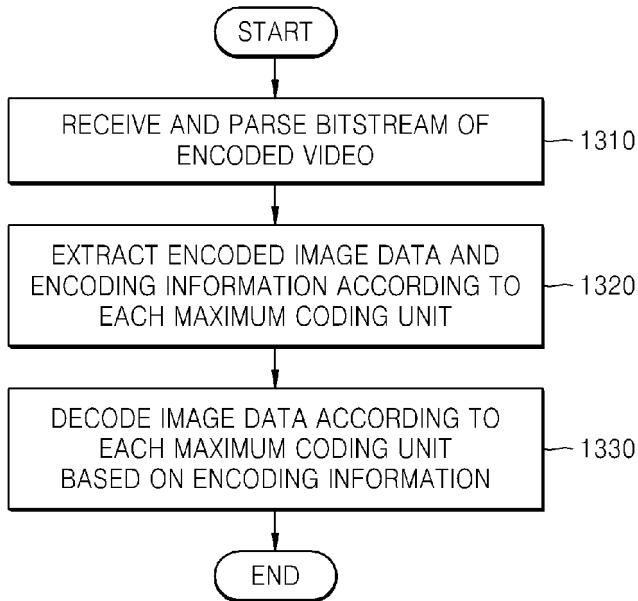 START
RECEIVE AND PARSE BITSTREAM OF
ENCODED VIDEO
1310
EXTRACT ENCODED IMAGE DATA AND
ENCODING INFORMATION ACCORDING TO
EACH MAXIMUM CODING UNIT
1320
DECODE IMAGE DATA ACCORDING TO
EACH MAXIMUM CODING UNIT
BASED ON ENCODING INFORMATION
1330
END